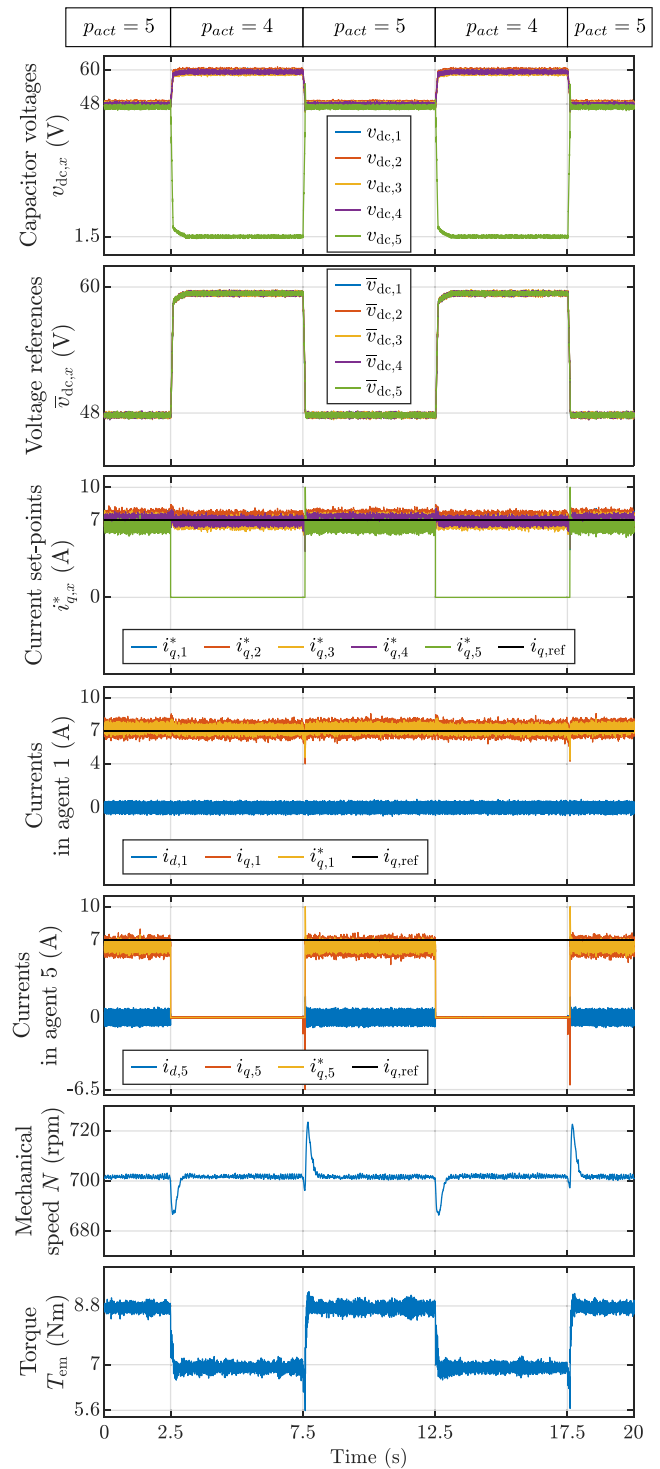 p_act = 5 p_act = 4 p_act = 5 p_act = 4 p_act = 5
Capacitor voltages
v_dc,x (V)
60
48
1.5
v_dc,1
v_dc,2
v_dc,3
v_dc,4
v_dc,5
Voltage references
v̅_dc,x (V)
60
48
v̅_dc,1
v̅_dc,2
v̅_dc,3
v̅_dc,4
v̅_dc,5
Current set-points
i*_q,x (A)
10
7
0
i*_q,1 i*_q,2 i*_q,3 i*_q,4 i*_q,5 i_q,ref
Currents
in agent 1 (A)
10
7
4
0
i_d,1 i_q,1 i*_q,1 i_q,ref
Currents
in agent 5 (A)
10
7
0
-6.5
i_d,5 i_q,5 i*_q,5 i_q,ref
Mechanical
speed N (rpm)
720
700
680
Torque
T_em (Nm)
8.8
7
5.6
0 2.5 7.5 12.5 17.5 20
Time (s)